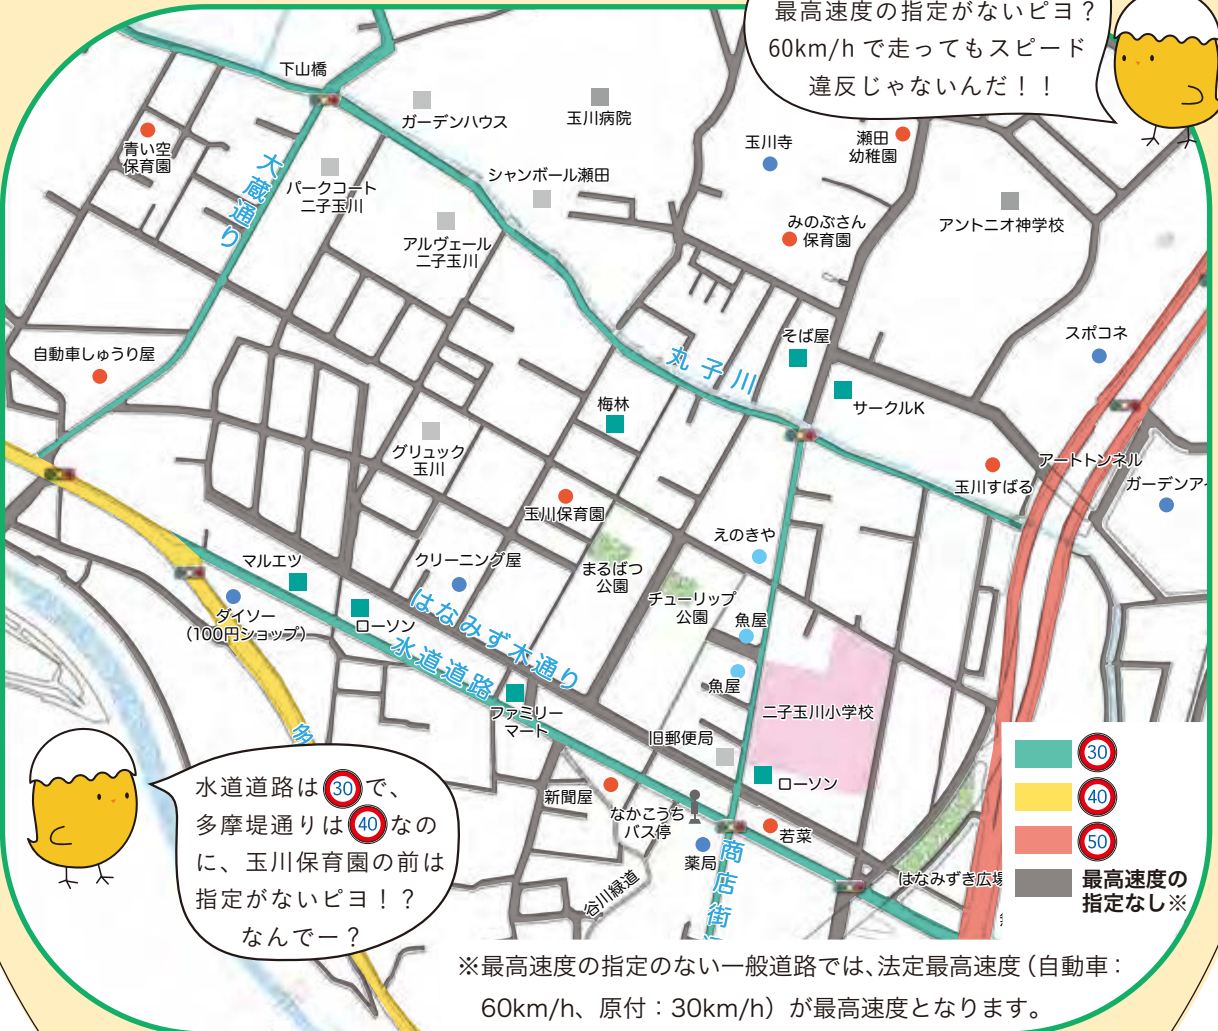 最高速度の指定がないピヨ？
60km/h で走ってもスピード
違反じゃないんだ！！
下山橋
ガーデンハウス
玉川病院
玉川寺
瀬田
幼稚園
青い空
保育園
大蔵通り
パークコート
二子玉川
シャンボール瀬田
アルヴェール
二子玉川
みのぶさん
保育園
アントニオ神学校
自動車しゅうり屋
そば屋
スポコネ
丸子川
サークルK
梅林
グリュック
玉川
アートトンネル
玉川すばる
ガーデンア
玉川保育園
えのきや
マルエツ
クリーニング屋
まるばつ
公園
チューリップ
公園
ダイソー
（100円ショップ）
ローソン
はなみず木通り
水道道路
魚屋
魚屋
ファミリー
マート
二子玉川小学校
旧郵便局
多
ローソン
新聞屋
なかこうち
バス停
若菜
薬局
商店街
谷川緑道
はなみずき広場
30
40
50
最高速度の
指定なし※
水道道路は30で、
多摩堤通りは40なの
に、玉川保育園の前は
指定がないピヨ！？
なんでー？
※最高速度の指定のない一般道路では、法定最高速度（自動車：
60km/h、原付：30km/h）が最高速度となります。